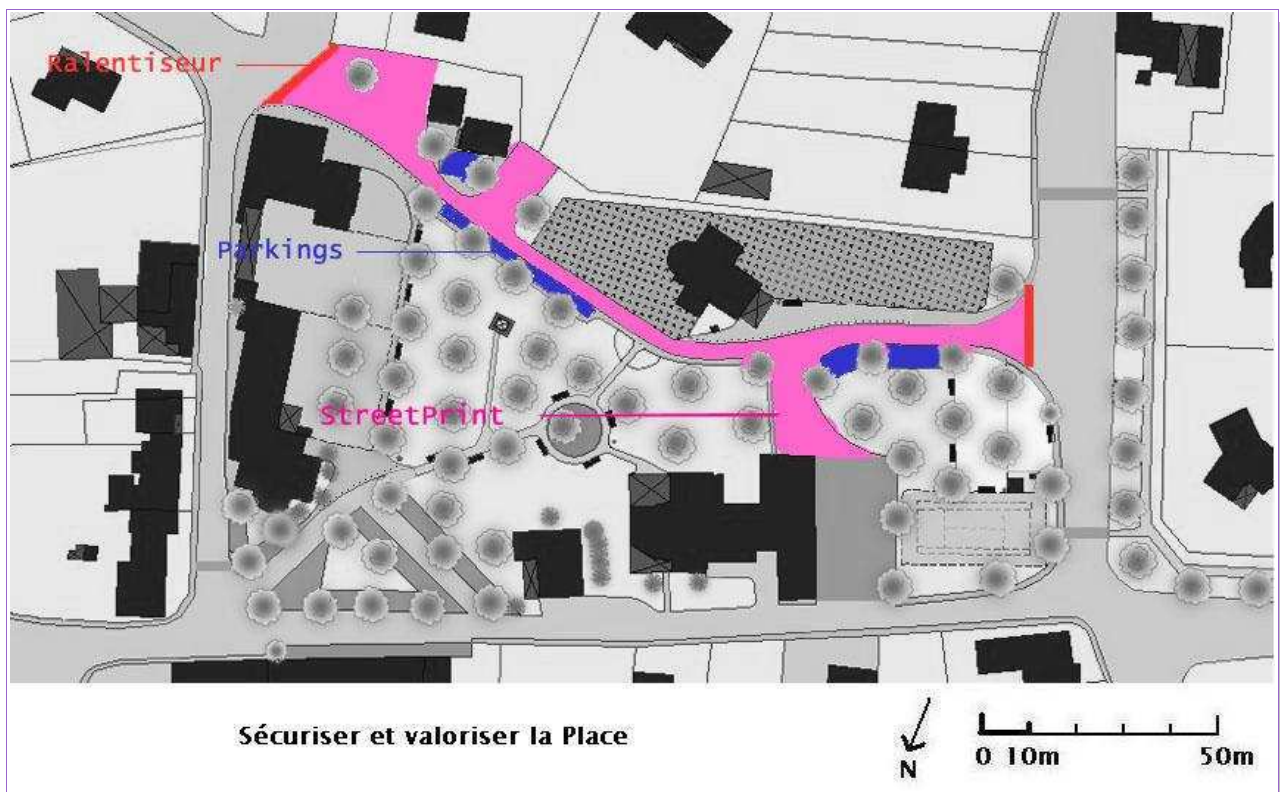 Ralentiseur
Parkings
StreetPrint
Sécuriser et valoriser la Place
N
0 10m 50m